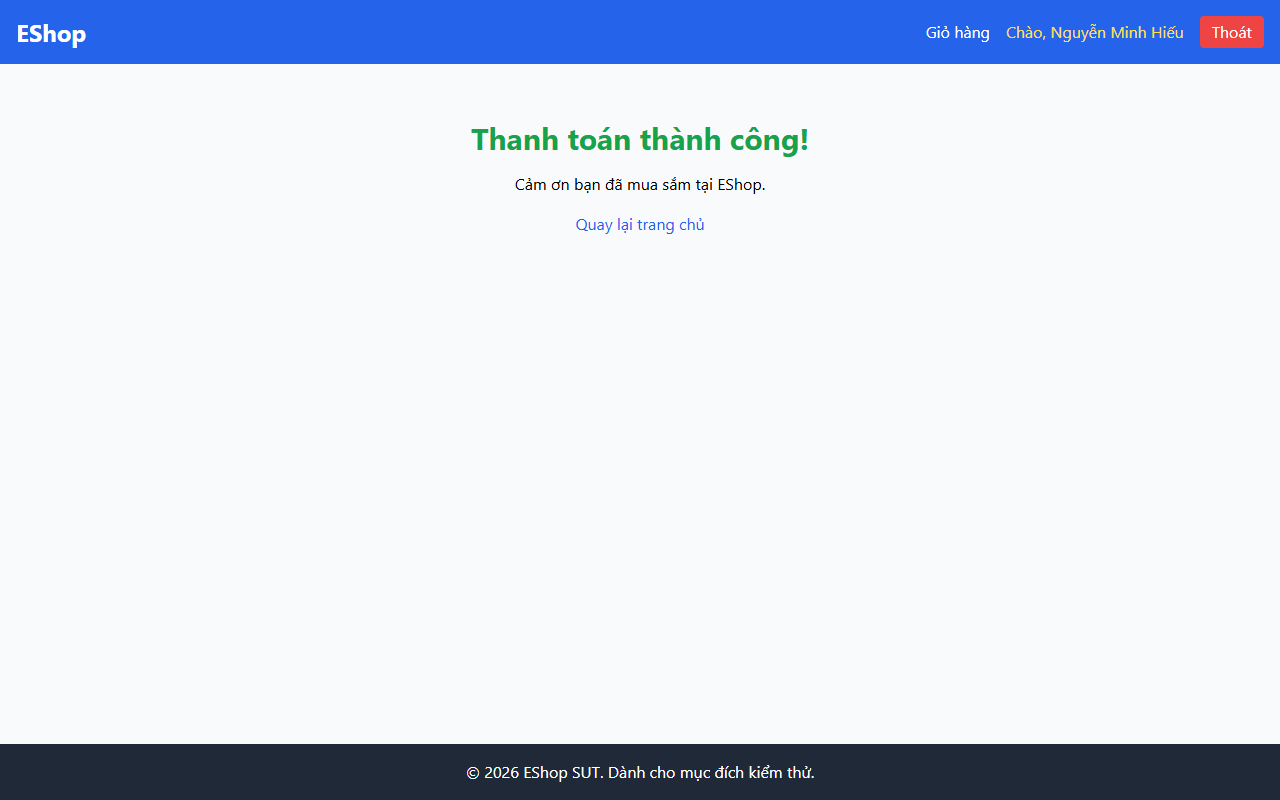 EShop
Giỏ hàng
Chào, Nguyễn Minh Hiếu
Thoát
Thanh toán thành công!
Cảm ơn bạn đã mua sắm tại EShop.
Quay lại trang chủ
© 2026 EShop SUT. Dành cho mục đích kiểm thử.